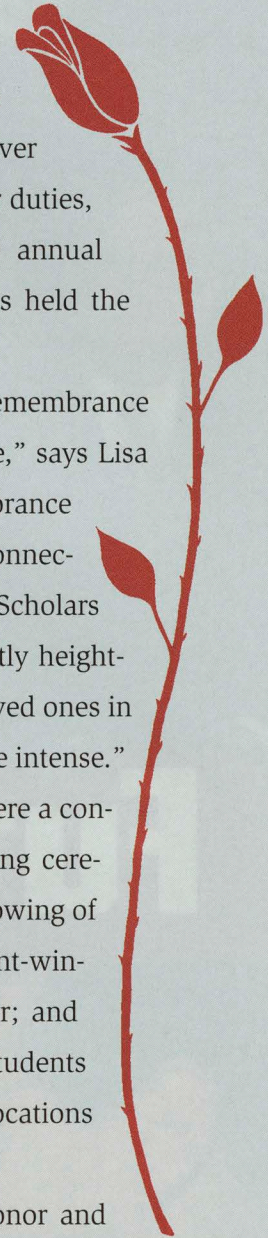 ver
duties,
annual
s held the
emembrance
e,” says Lisa
brance
onnec-
Scholars
tly height-
ved ones in
e intense.”
ere a con-
ng cere-
owing of
nt-win-
r; and
tudents
ocations
onor and